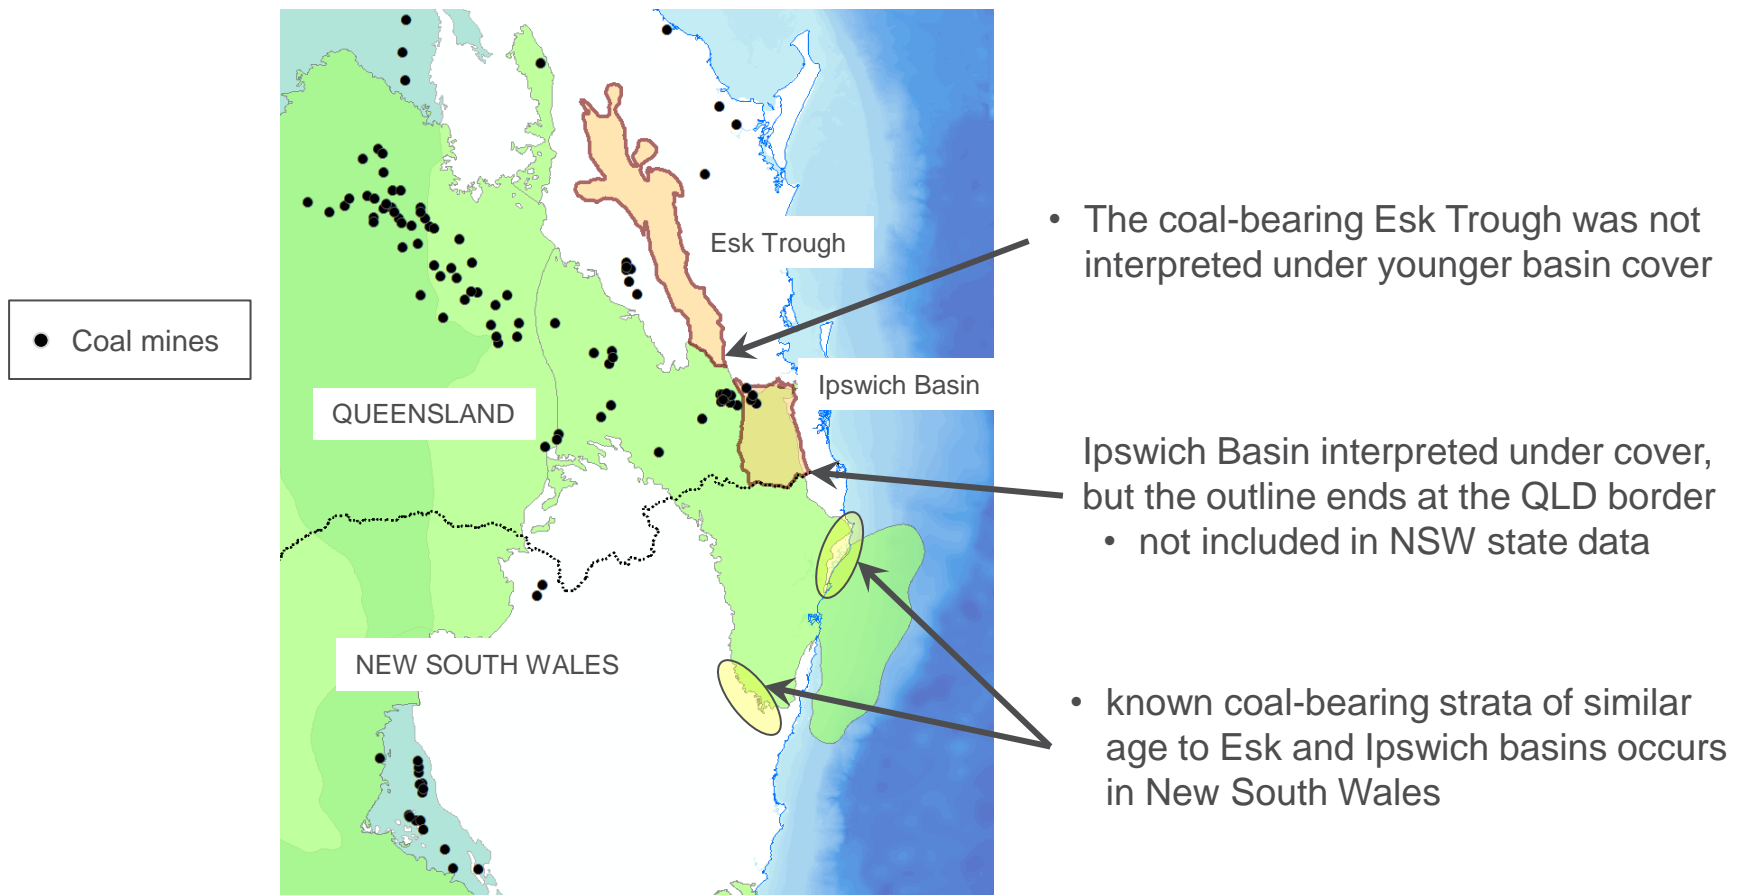 Coal mines
QUEENSLAND
NEW SOUTH WALES
Esk Trough
Ipswich Basin
• The coal-bearing Esk Trough was not
interpreted under younger basin cover
Ipswich Basin interpreted under cover,
but the outline ends at the QLD border
• not included in NSW state data
• known coal-bearing strata of similar
age to Esk and Ipswich basins occurs
in New South Wales